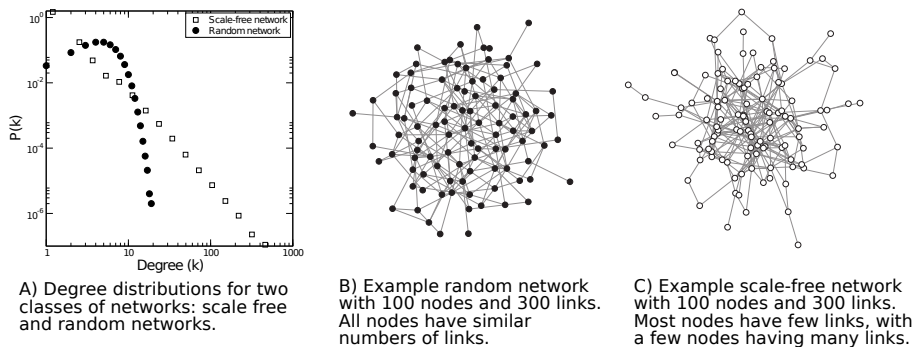 Scale-free network
Random network
10^0
10^-2
10^-4
10^-6
P(k)
1 10 100 1000
Degree (k)
A) Degree distributions for two
classes of networks: scale free
and random networks.
B) Example random network
with 100 nodes and 300 links.
All nodes have similar
numbers of links.
C) Example scale-free network
with 100 nodes and 300 links.
Most nodes have few links, with
a few nodes having many links.